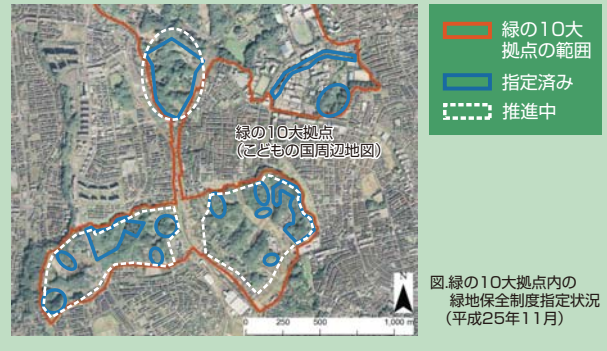 緑の10大
拠点の範囲
指定済み
推進中
緑の10大拠点
(こどもの国周辺地図)
N
0 250 500 1,000 m
図.緑の10大拠点内の
緑地保全制度指定状況
(平成25年11月)